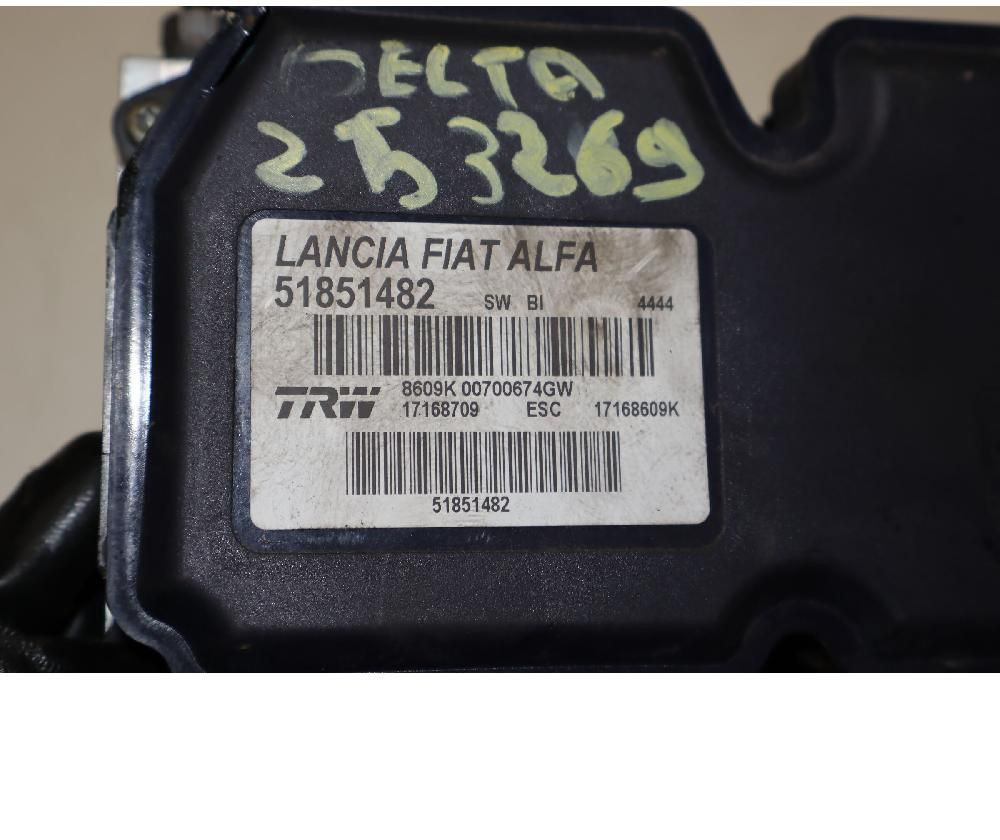 DELTA
253269
LANCIA FIAT ALFA
51851482 SW BI 4444
8609K 00700674GW
TRW 17168709 ESC 17168609K
51851482